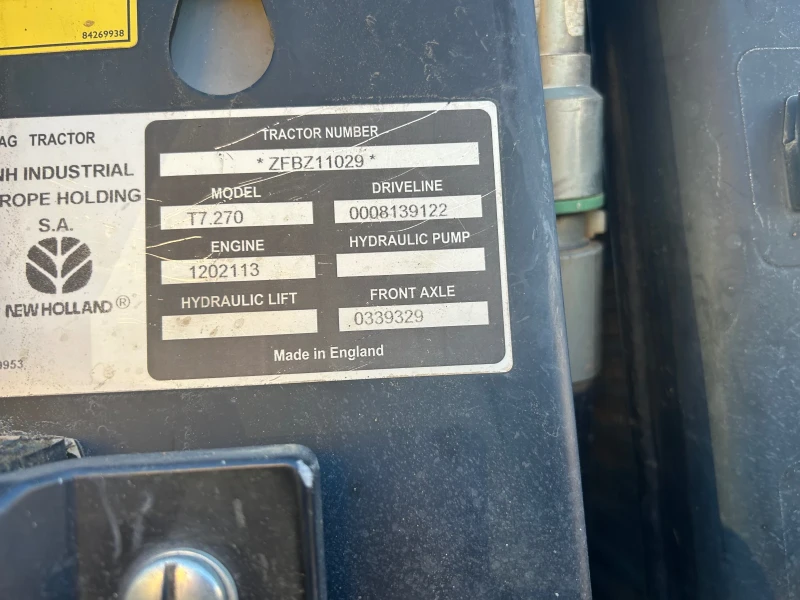 84269938
AG TRACTOR
NH INDUSTRIAL
ROPE HOLDING
S.A.
NEW HOLLAND®
9953
TRACTOR NUMBER
* ZFBZ11029 *
MODEL
T7.270
DRIVELINE
0008139122
ENGINE
1202113
HYDRAULIC PUMP
HYDRAULIC LIFT
FRONT AXLE
0339329
Made in England